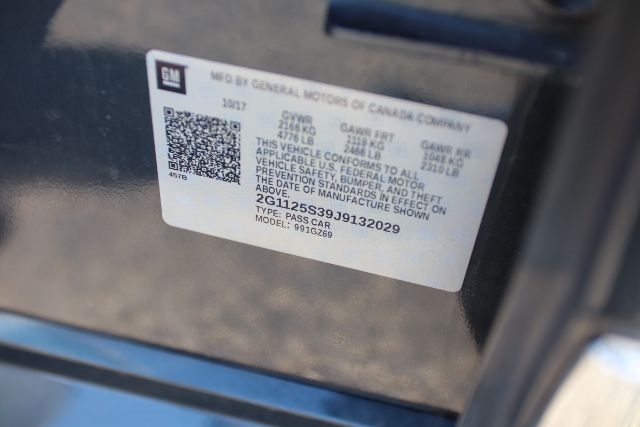 GM
MFD BY GENERAL MOTORS OF CANADA COMPANY
10/17
GVWR
2166 KG
4776 LB
GAWR FRT
1119 KG
2466 LB
GAWR RR
1048 KG
2310 LB
THIS VEHICLE CONFORMS TO ALL
APPLICABLE U.S. FEDERAL MOTOR
VEHICLE SAFETY, BUMPER, AND THEFT
PREVENTION STANDARDS IN EFFECT ON
THE DATE OF MANUFACTURE SHOWN
ABOVE.
457B
2G1125S39J9132029
TYPE: PASS CAR
MODEL: 991GZ69